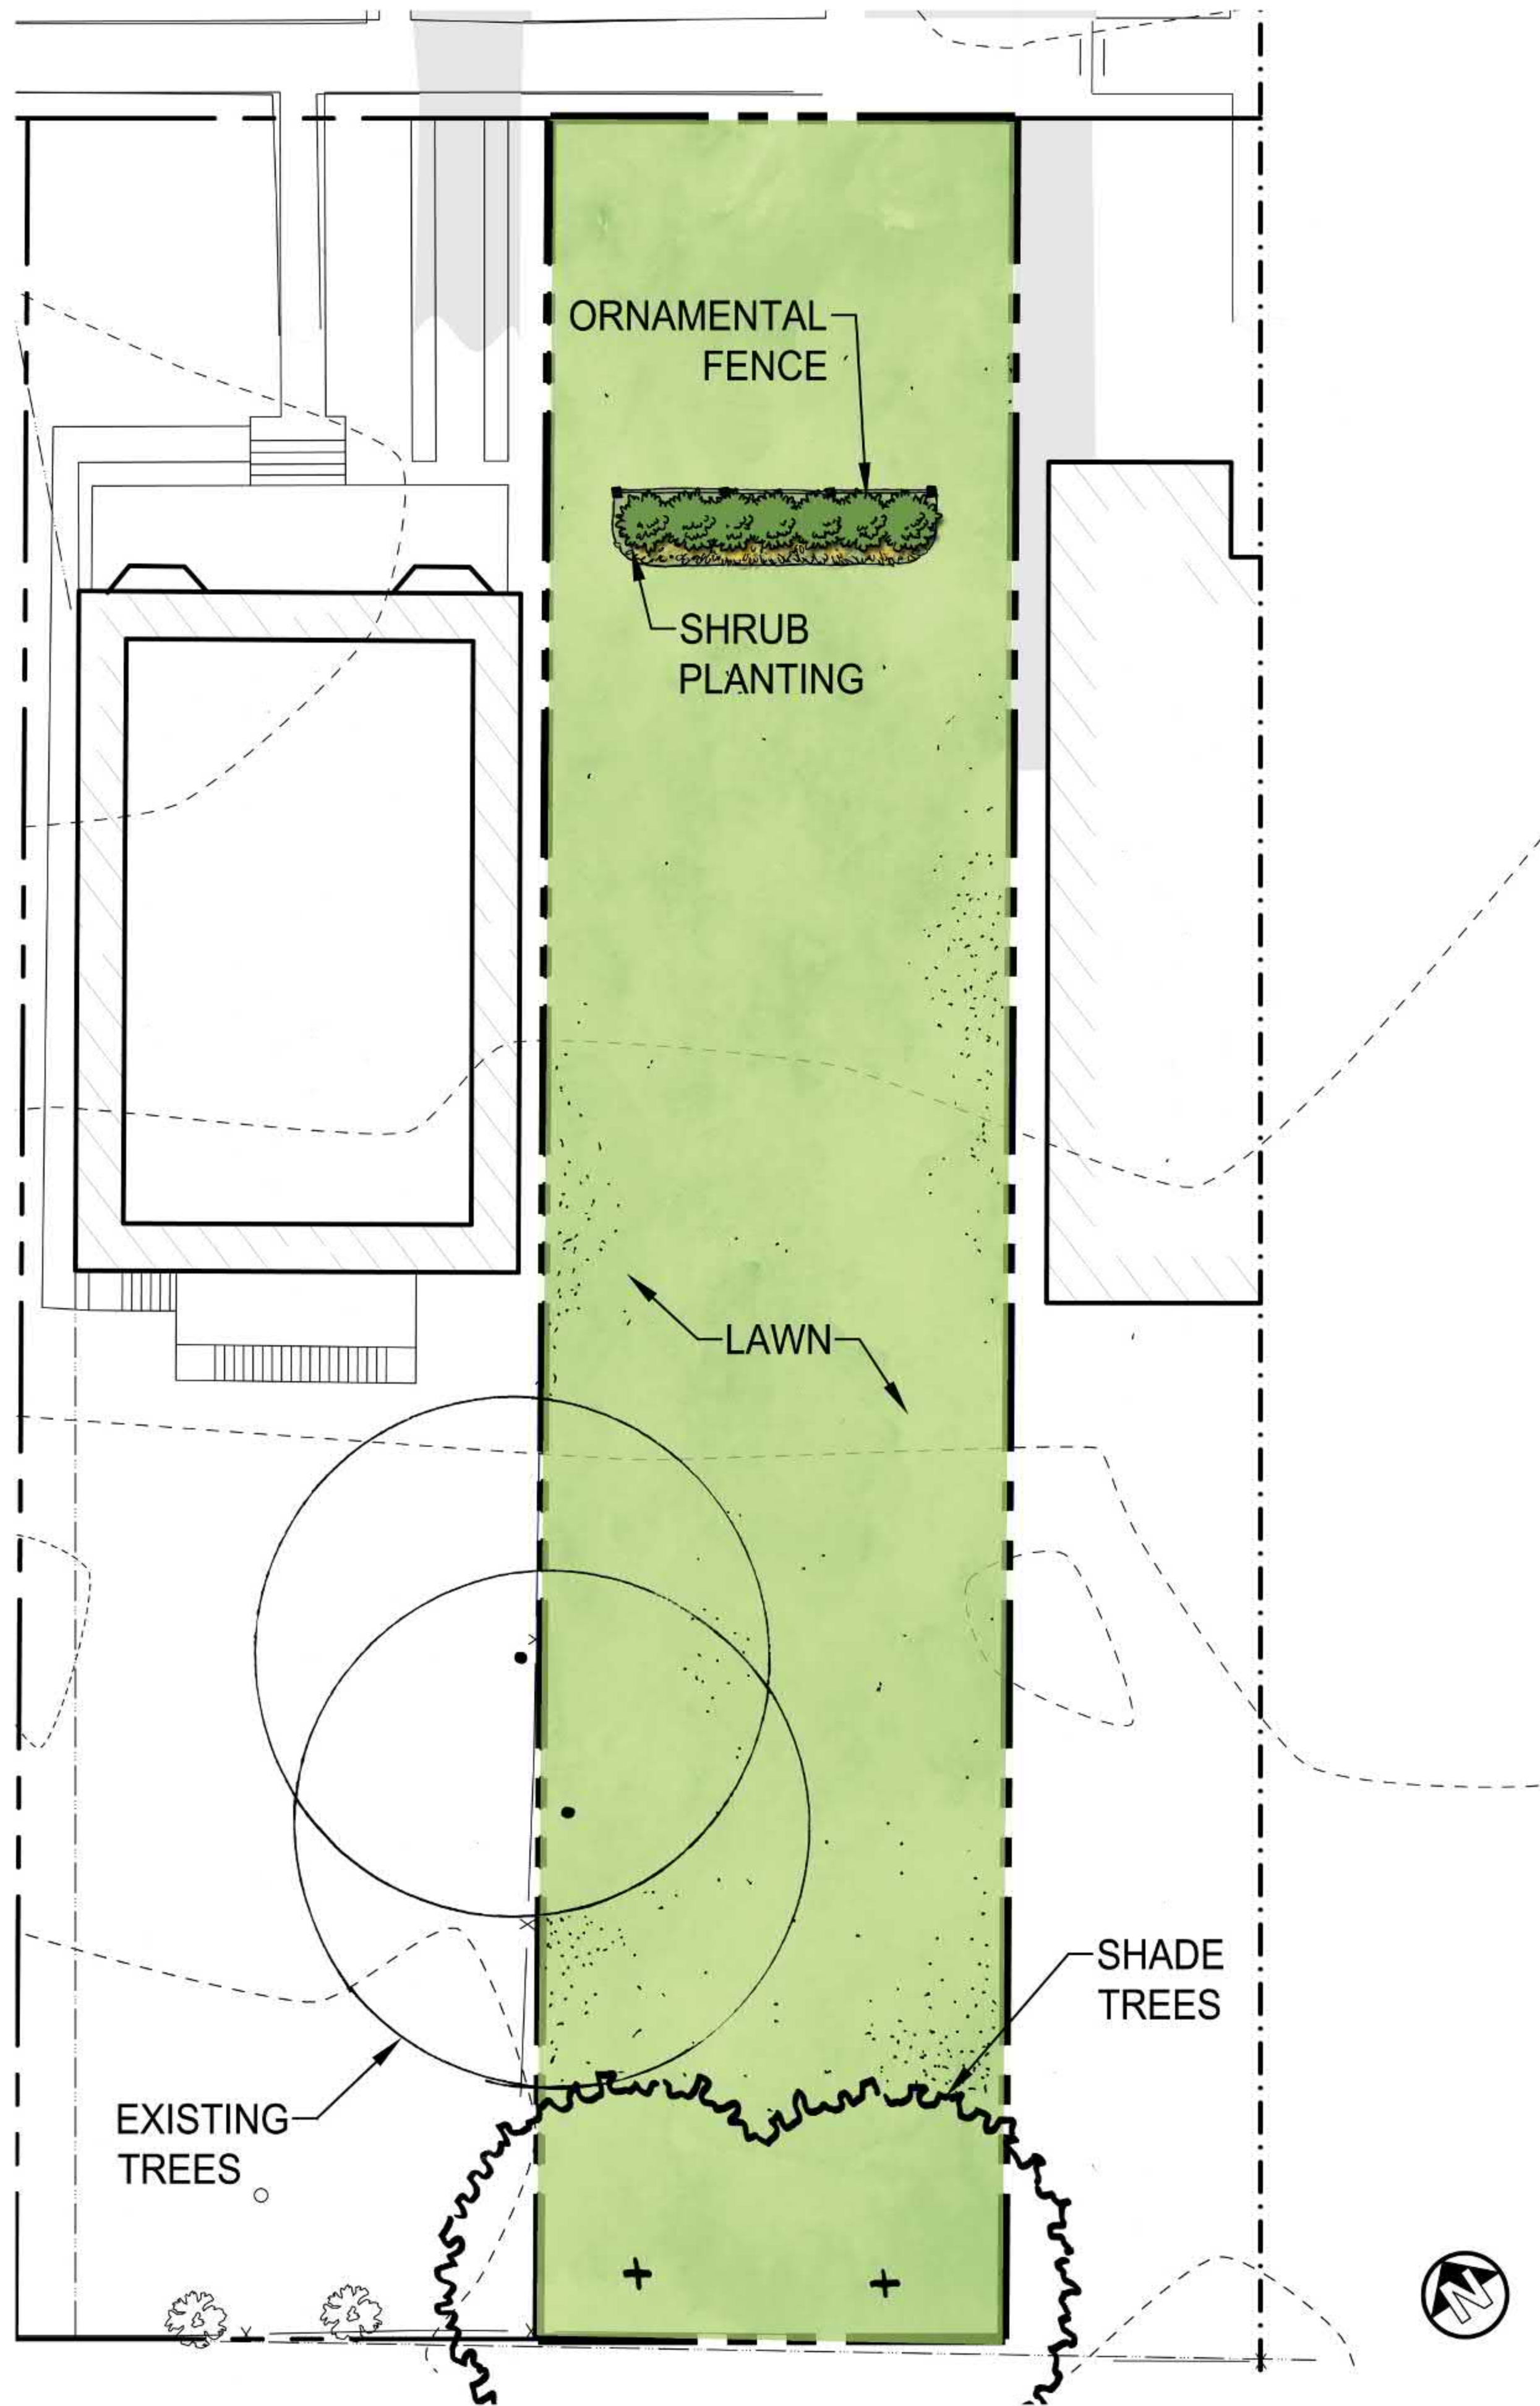 ORNAMENTAL
FENCE
SHRUB
PLANTING
LAWN
SHADE
TREES
EXISTING
TREES
N